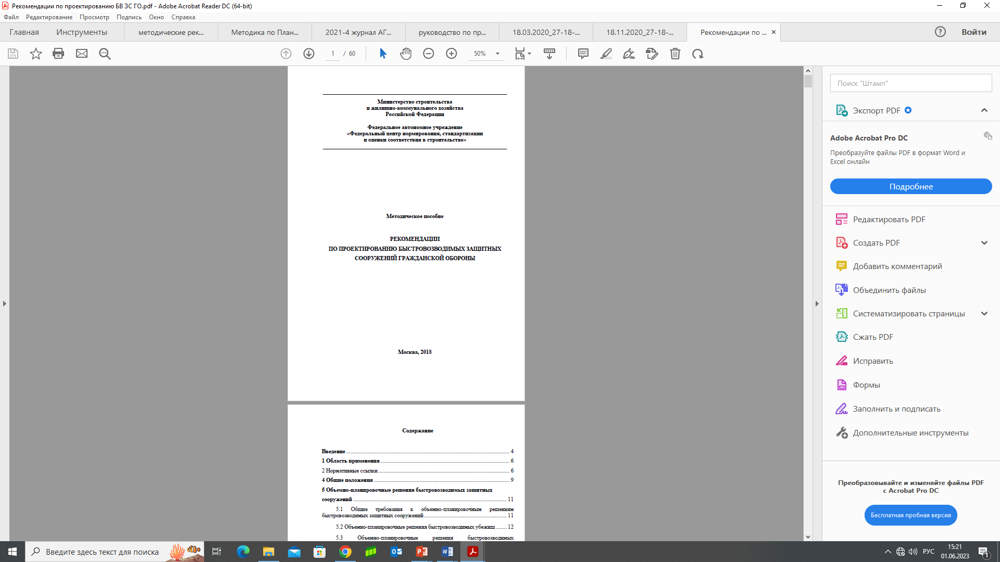 Рекомендации по проектированию БВ ЗС ГО.pdf - Adobe Acrobat Reader DC (64-bit)
Файл Редактирование Просмотр Подпись Окно Справка
Главная Инструменты методические рек... Методика по План... 2021-4 журнал АГ... руководство по пр... 18.03.2020_27-18-... 18.11.2020_27-18-... Рекомендации по ... Войти
1 / 60 50%
Министерство строительства
и жилищно-коммунального хозяйства
Российской Федерации
Федеральное автономное учреждение
«Федеральный центр нормирования, стандартизации
и оценки соответствия в строительстве»
Методическое пособие
РЕКОМЕНДАЦИИ
ПО ПРОЕКТИРОВАНИЮ БЫСТРОВОЗВОДИМЫХ ЗАЩИТНЫХ
СООРУЖЕНИЙ ГРАЖДАНСКОЙ ОБОРОНЫ
Москва, 2018
Содержание
Введение ........ 4
1 Область применения ........ 6
2 Нормативные ссылки ........ 6
4 Общие положения ........ 9
5 Объемно-планировочные решения быстровозводимых защитных
сооружений ........ 11
5.1 Общие требования к объемно-планировочным решениям
быстровозводимых защитных сооружений ........ 11
5.2 Объемно-планировочные решения быстровозводимых убежищ ........ 12
5.3 Объемно-планировочные решения быстровозводимых
Поиск "Штамп"
Экспорт PDF
Adobe Acrobat Pro DC
Преобразуйте файлы PDF в формат Word и
Excel онлайн
Подробнее
Редактировать PDF
Создать PDF
Добавить комментарий
Объединить файлы
Систематизировать страницы
Сжать PDF
Исправить
Формы
Заполнить и подписать
Дополнительные инструменты
Преобразовывайте и изменяйте файлы PDF
с Acrobat Pro DC
Бесплатная пробная версия
Введите здесь текст для поиска
РУС
15:21
01.06.2023
1